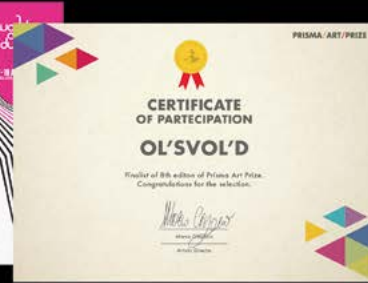 PRISMA/ART/PRIZE
CERTIFICATE
OF PARTECIPATION
OL'SVOL'D
Finalist of 8th editon of Prisma Art Prize.
Congratulations for the selection.
Artistic Director